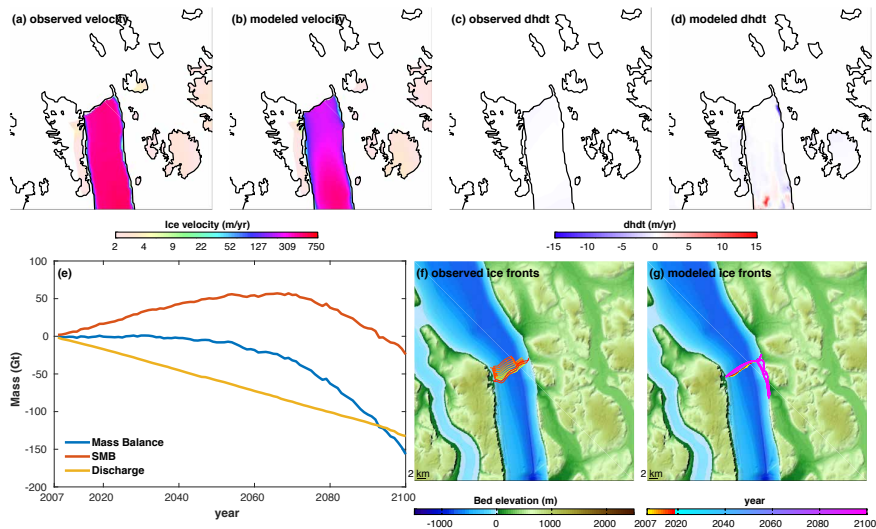 (a) observed velocity
(b) modeled velocity
(c) observed dhdt
(d) modeled dhdt
Ice velocity (m/yr)
2 4 9 22 52 127 309 750
dhdt (m/yr)
-15 -10 -5 0 5 10 15
(e)
100
50
0
-50
-100
-150
-200
Mass (Gt)
Mass Balance
SMB
Discharge
2007 2020 2040 2060 2080 2100
year
(f) observed ice fronts
2 km
(g) modeled ice fronts
2 km
Bed elevation (m)
-1000 0 1000 2000
year
2007 2020 2040 2060 2080 2100